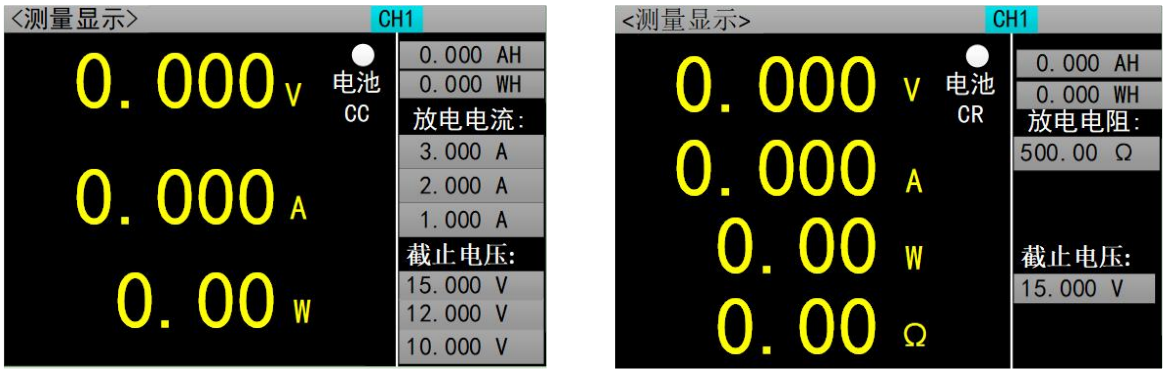 <测量显示> CH1
0.000 V
电池
CC
0.000 A
0.00 W
0.000 AH
0.000 WH
放电电流:
3.000 A
2.000 A
1.000 A
截止电压:
15.000 V
12.000 V
10.000 V
<测量显示> CH1
0.000 V
电池
CR
0.000 A
0.00 W
0.00 Ω
0.000 AH
0.000 WH
放电电阻:
500.00 Ω
截止电压:
15.000 V